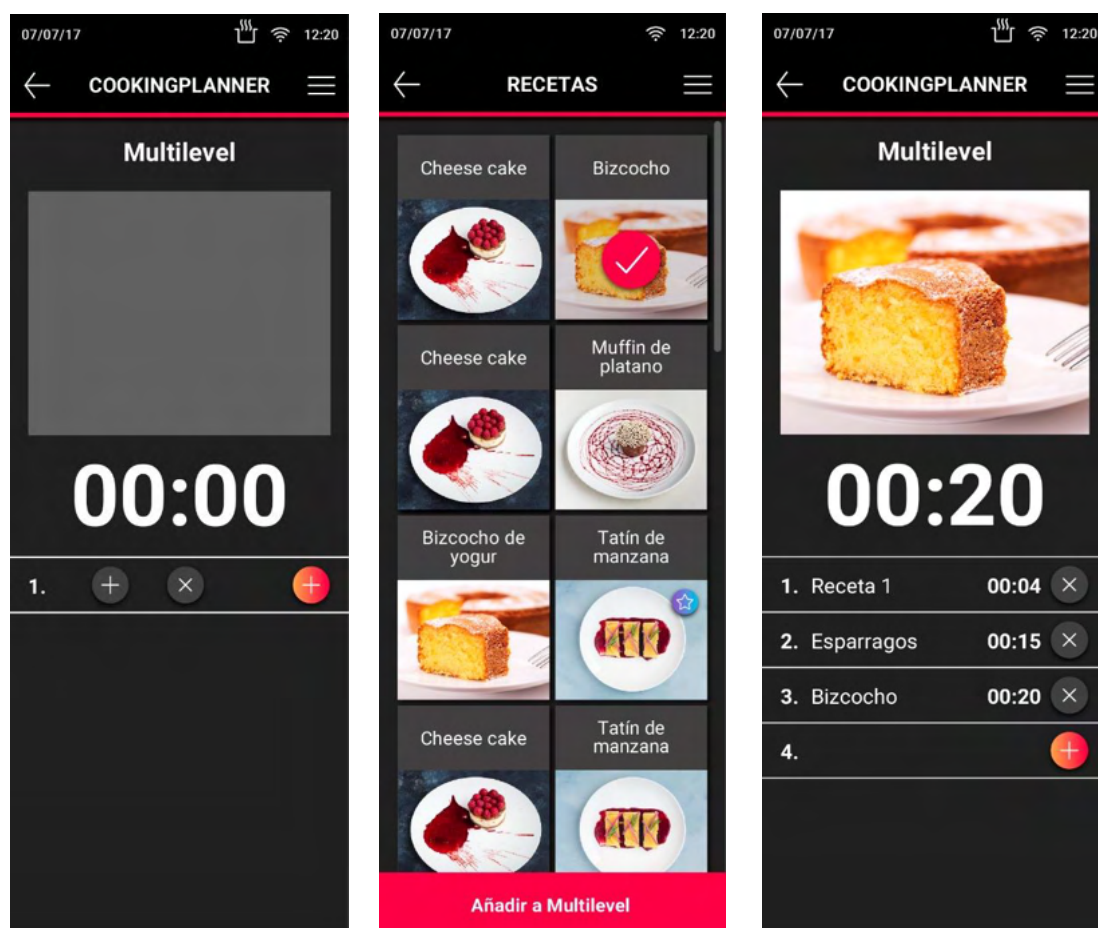 07/07/17 12:20
COOKINGPLANNER
Multilevel
00:00
1.
07/07/17 12:20
RECETAS
Cheese cake
Bizcocho
Cheese cake
Muffin de
platano
Bizcocho de
yogur
Tatín de
manzana
Cheese cake
Tatín de
manzana
Añadir a Multilevel
07/07/17 12:20
COOKINGPLANNER
Multilevel
00:20
1. Receta 1 00:04
2. Esparragos 00:15
3. Bizcocho 00:20
4.